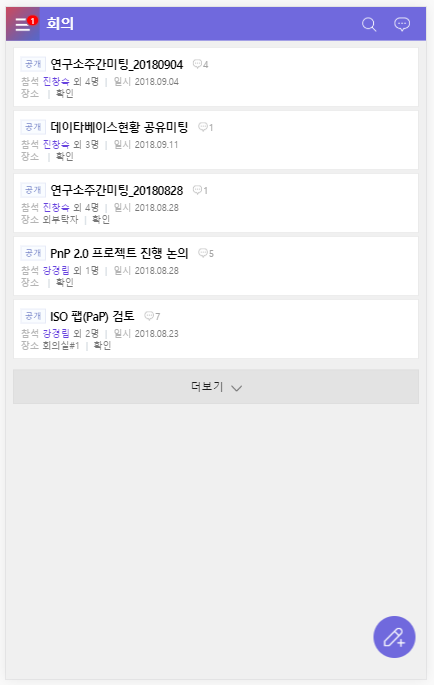 1
회의
공개 연구소주간미팅_20180904 4
참석 진창숙 외 4명 | 일시 2018.09.04
장소 | 확인
공개 데이타베이스현황 공유미팅 1
참석 진창숙 외 3명 | 일시 2018.09.11
장소 | 확인
공개 연구소주간미팅_20180828 1
참석 진창숙 외 4명 | 일시 2018.08.28
장소 외부탁자 | 확인
공개 PnP 2.0 프로젝트 진행 논의 5
참석 강경림 외 1명 | 일시 2018.08.28
장소 | 확인
공개 ISO 팹(PaP) 검토 7
참석 강경림 외 2명 | 일시 2018.08.23
장소 회의실#1 | 확인
더보기